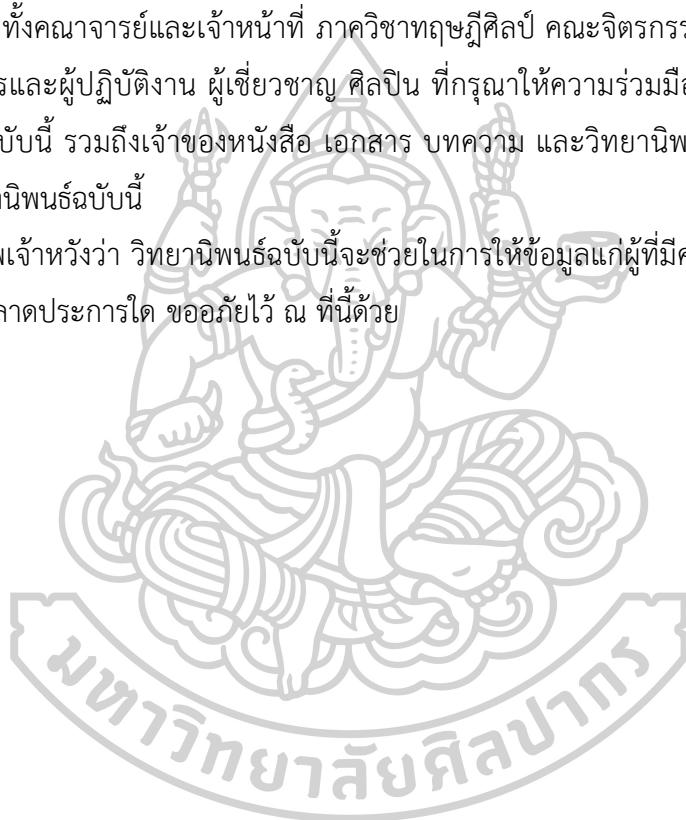 ทั้งคณาจารย์และเจ้าหน้าที่ ภาควิชาทฤษฎีศิลป์ คณะจิตรกรร
รและผู้ปฏิบัติงาน ผู้เชี่ยวชาญ ศิลปิน ที่กรุณาให้ความร่วมมือ
บับนี้ รวมถึงเจ้าของหนังสือ เอกสาร บทความ และวิทยานิพ
านิพนธ์ฉบับนี้
พเจ้าหวังว่า วิทยานิพนธ์ฉบับนี้จะช่วยในการให้ข้อมูลแก่ผู้ที่มีค
ลาดประการใด ขออภัยไว้ ณ ที่นี้ด้วย
มหาวิทยาลัยศิลปากร